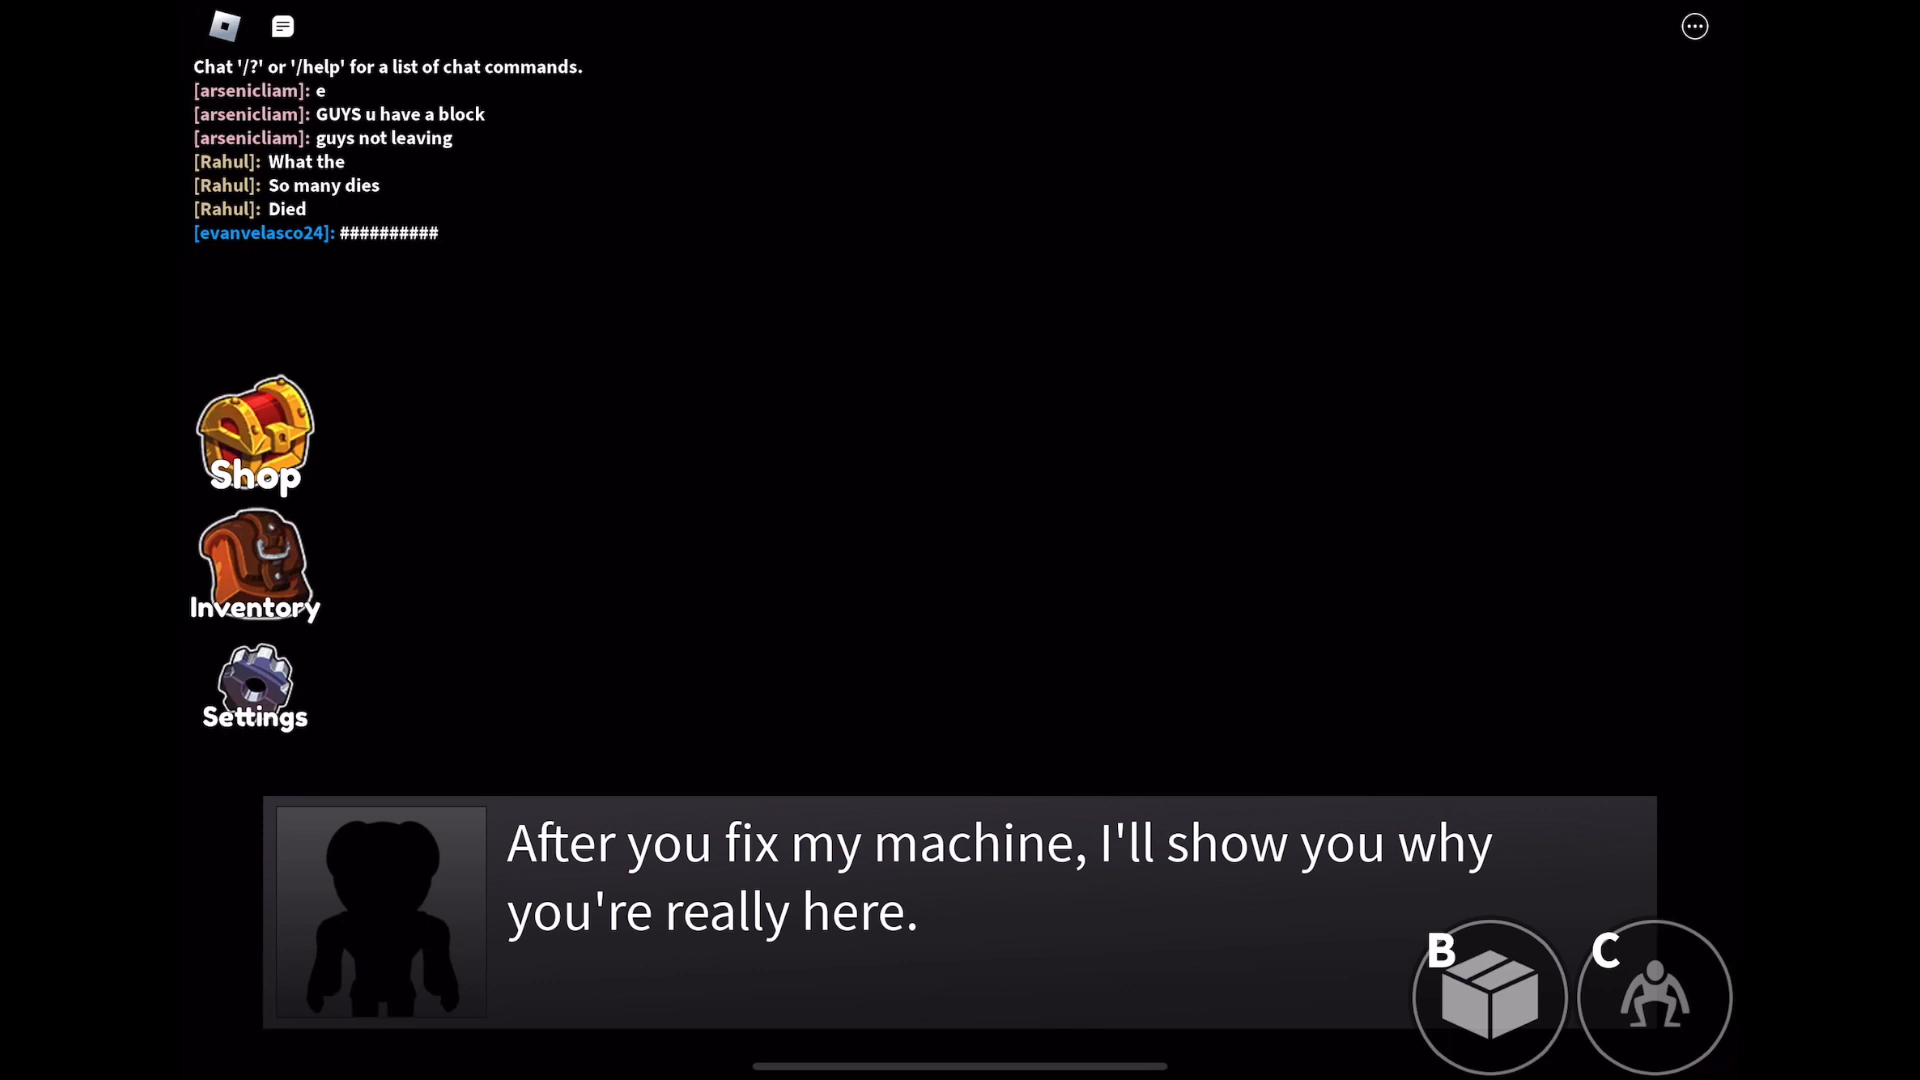 Chat '/?' or '/help' for a list of chat commands.
[arsenicliam]: e
[arsenicliam]: GUYS u have a block
[arsenicliam]: guys not leaving
[Rahul]: What the
[Rahul]: So many dies
[Rahul]: Died
[evanvelasco24]: ##########
Shop
Inventory
Settings
After you fix my machine, I'll show you why
you're really here.
B
C